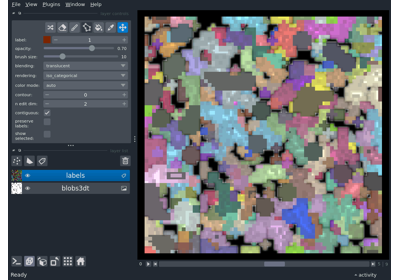 File View Plugins Window Help
label: 1
opacity: 0.70
brush size: 10
blending: translucent
rendering: iso_categorical
color mode: auto
contour: 0
n edit dim: 2
contiguous:
preserve
labels:
show
selected:
labels
blobs3dt
Ready
activity